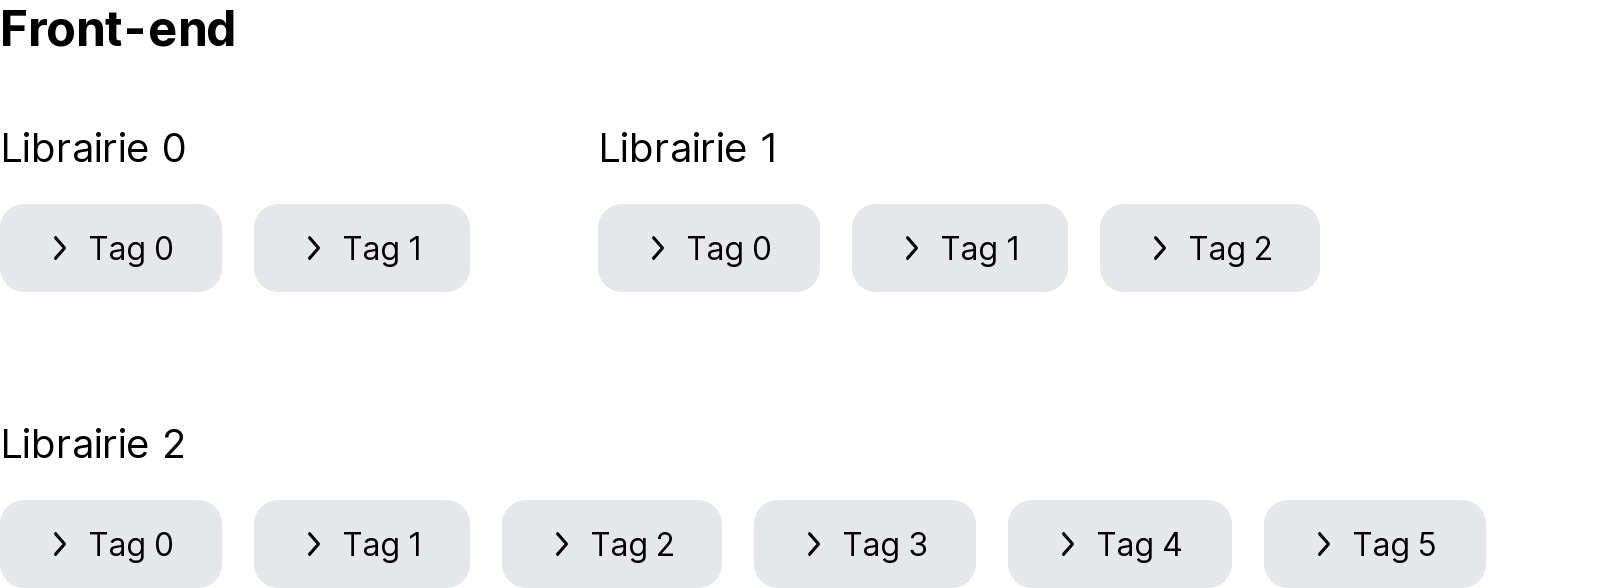 Front-end
Librairie 0
Librairie 1
Tag 0
Tag 1
Tag 0
Tag 1
Tag 2
Librairie 2
Tag 0
Tag 1
Tag 2
Tag 3
Tag 4
Tag 5